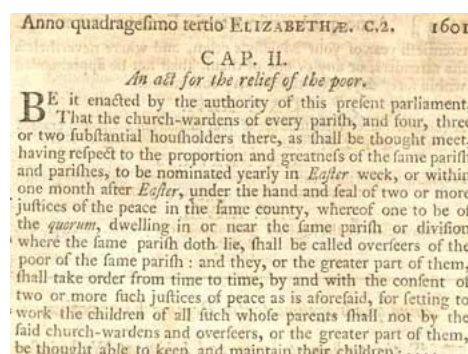 Anno quadrageſimo tertio ELIZABETHÆ. C.2. 1601
CAP. II.
An act for the relief of the poor.
BE it enacted by the authority of this preſent parliament
That the church-wardens of every pariſh, and four, three
or two ſubſtantial houſholders there, as ſhall be thought meet,
having reſpect to the proportion and greatneſs of the ſame pariſh
and pariſhes, to be nominated yearly in Eaſter week, or within
one month after Eaſter, under the hand and ſeal of two or more
juſtices of the peace in the ſame county, whereof one to be of
the quorum, dwelling in or near the ſame pariſh or diviſion
where the ſame pariſh doth lie, ſhall be called overſeers of the
poor of the ſame pariſh : and they, or the greater part of them,
ſhall take order from time to time, by and with the conſent of
two or more ſuch juſtices of peace as is aforeſaid, for ſetting to
work the children of all ſuch whoſe parents ſhall not by the
ſaid church-wardens and overſeers, or the greater part of them,
be thought able to keep and maintain their children